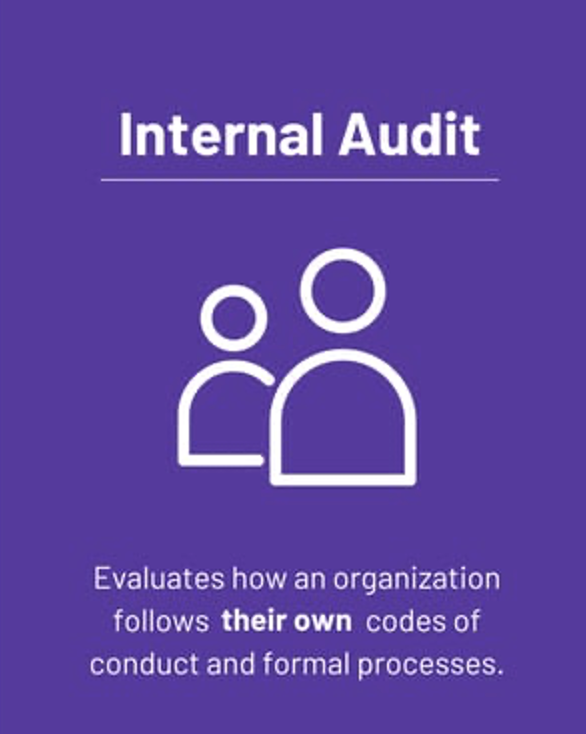 Internal Audit
Evaluates how an organization
follows their own codes of
conduct and formal processes.